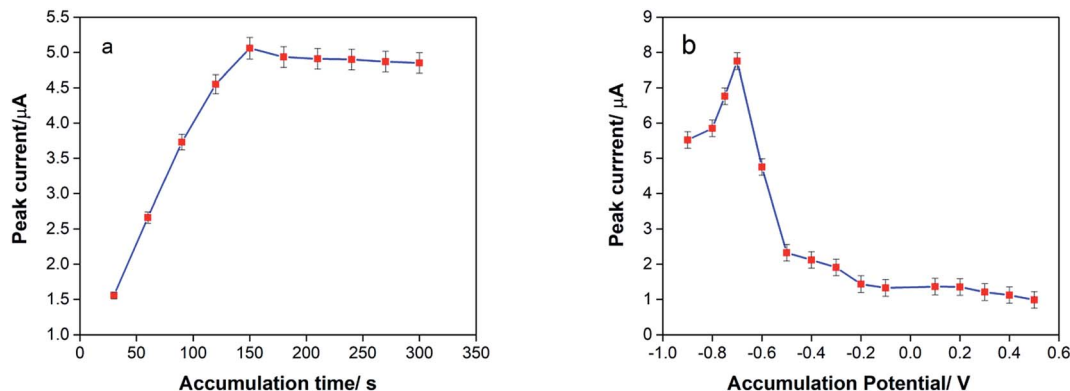 a
5.5
5.0
4.5
4.0
3.5
3.0
2.5
2.0
1.5
1.0
Peak current/μA
0 50 100 150 200 250 300 350
Accumulation time/ s
b
9
8
7
6
5
4
3
2
1
0
Peak currrent/ μA
-1.0 -0.8 -0.6 -0.4 -0.2 0.0 0.2 0.4 0.6
Accumulation Potential/ V